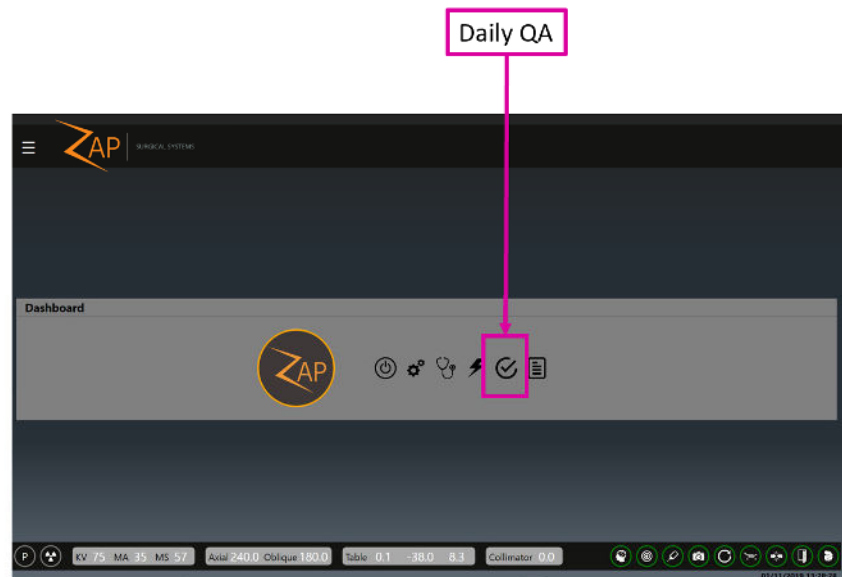 Daily QA
ZAP SURGICAL SYSTEMS
Dashboard
ZAP
P KV 75 MA 35 MS 57 Axial 240.0 Oblique 180.0 Table 0.1 -38.0 8.3 Collimator 0.0